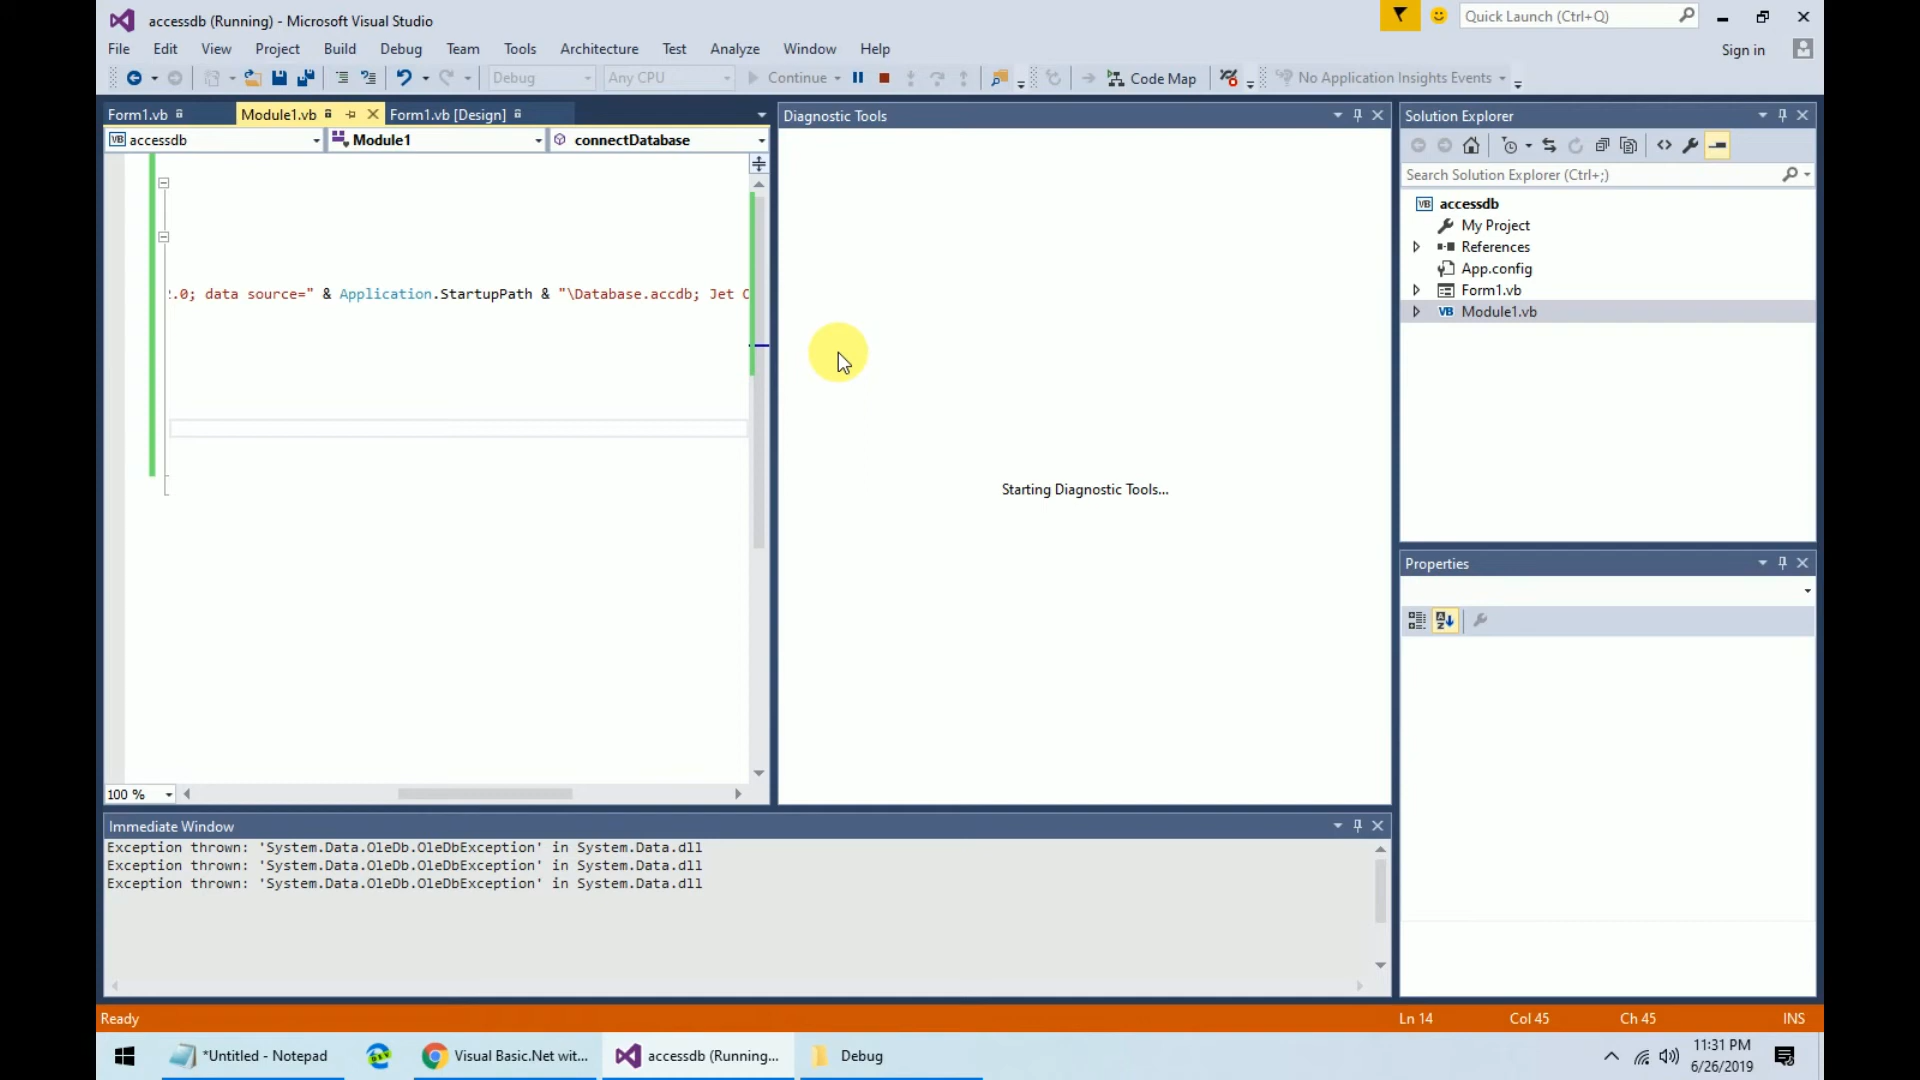 accessdb (Running) - Microsoft Visual Studio
Quick Launch (Ctrl+Q)
File Edit View Project Build Debug Team Tools Architecture Test Analyze Window Help
Sign in
Debug Any CPU Continue Code Map No Application Insights Events
Form1.vb Module1.vb Form1.vb [Design]
accessdb Module1 connectDatabase
.0; data source=" & Application.StartupPath & "\Database.accdb; Jet
100 %
Diagnostic Tools
Starting Diagnostic Tools...
Solution Explorer
Search Solution Explorer (Ctrl+;)
accessdb
My Project
References
App.config
Form1.vb
Module1.vb
Properties
Immediate Window
Exception thrown: 'System.Data.OleDb.OleDbException' in System.Data.dll
Exception thrown: 'System.Data.OleDb.OleDbException' in System.Data.dll
Exception thrown: 'System.Data.OleDb.OleDbException' in System.Data.dll
Ready Ln 14 Col 45 Ch 45 INS
*Untitled - Notepad Visual Basic.Net wit... accessdb (Running... Debug
11:31 PM
6/26/2019